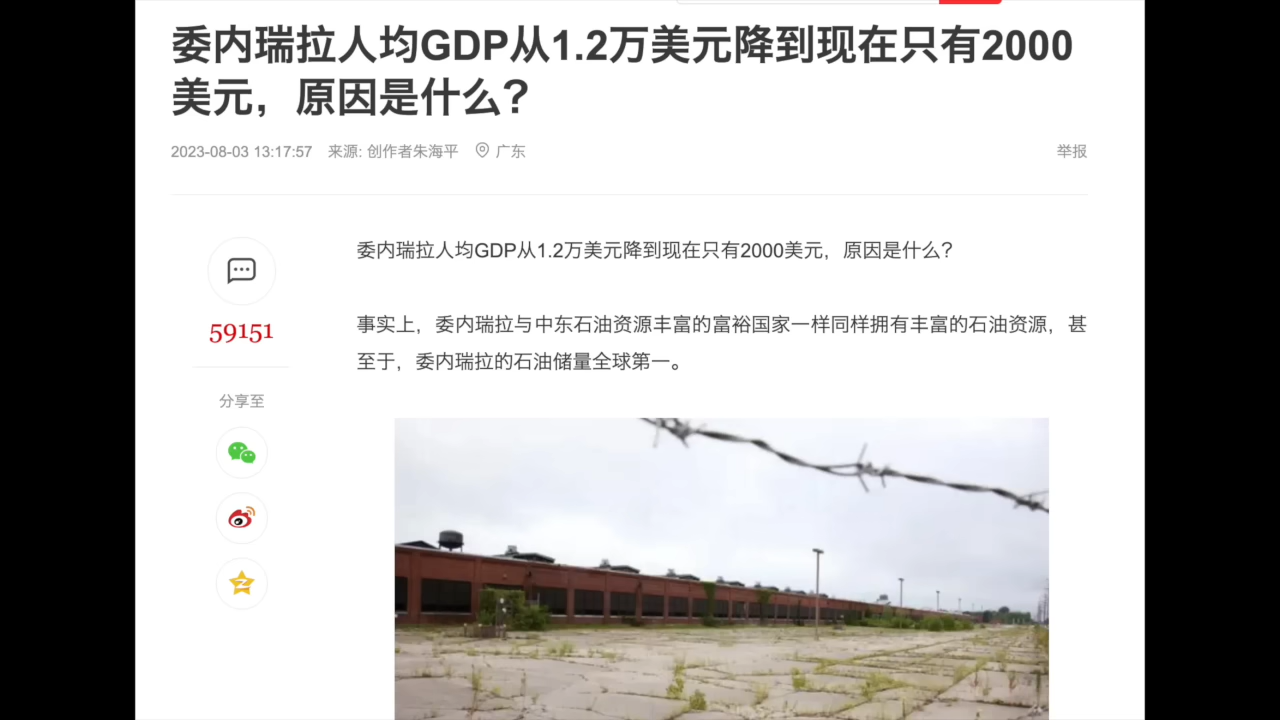 委内瑞拉人均GDP从1.2万美元降到现在只有2000
美元，原因是什么？
2023-08-03 13:17:57 来源: 创作者朱海平 广东 举报
委内瑞拉人均GDP从1.2万美元降到现在只有2000美元，原因是什么？
59151
事实上，委内瑞拉与中东石油资源丰富的富裕国家一样同样拥有丰富的石油资源，甚
至于，委内瑞拉的石油储量全球第一。
分享至